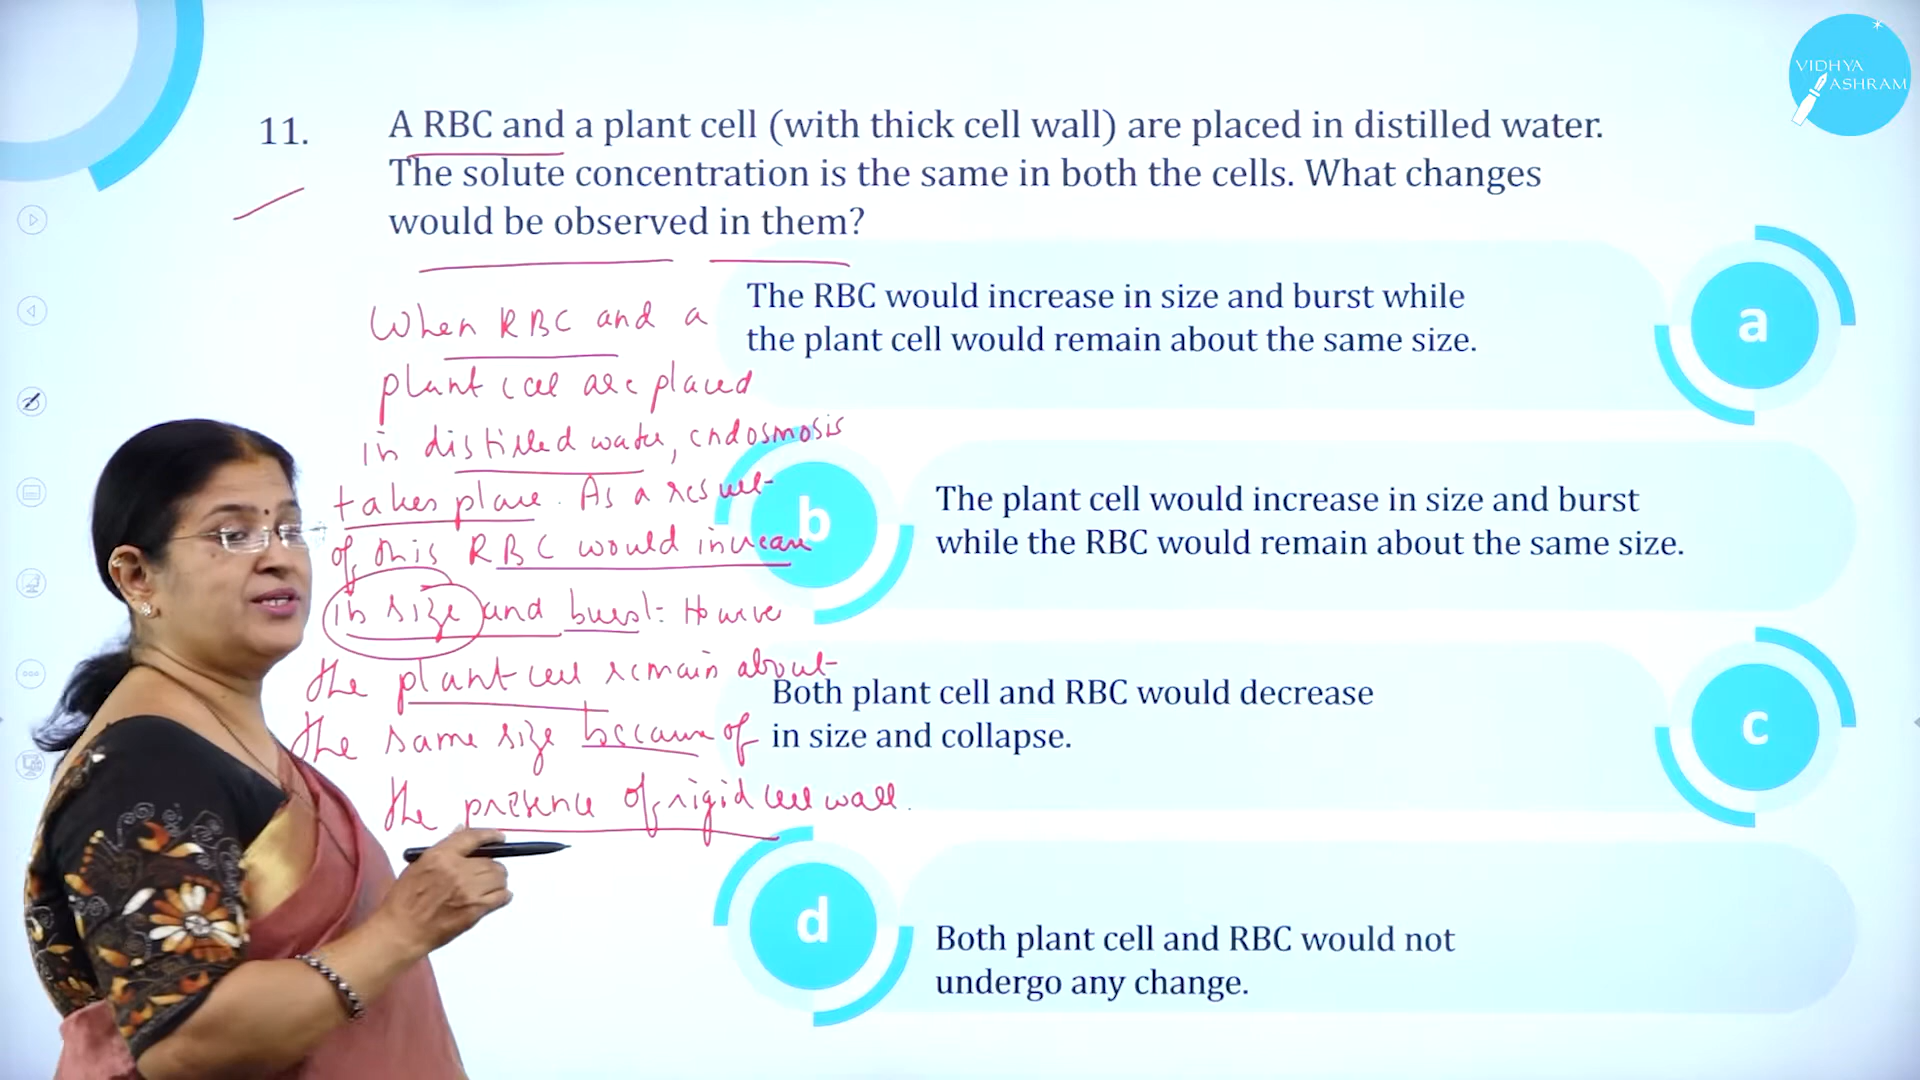 VIDHYA
ASHRAM
11.
A RBC and a plant cell (with thick cell wall) are placed in distilled water.
The solute concentration is the same in both the cells. What changes
would be observed in them?
When RBC and a
plant cell are placed
in distilled water, endosmosis
takes place. As a result
of this RBC would increase
in size and burst. However
the plant cell remain about
the same size because of
the presence of rigid cell wall.
The RBC would increase in size and burst while
the plant cell would remain about the same size.
a
b
The plant cell would increase in size and burst
while the RBC would remain about the same size.
Both plant cell and RBC would decrease
in size and collapse.
c
d
Both plant cell and RBC would not
undergo any change.